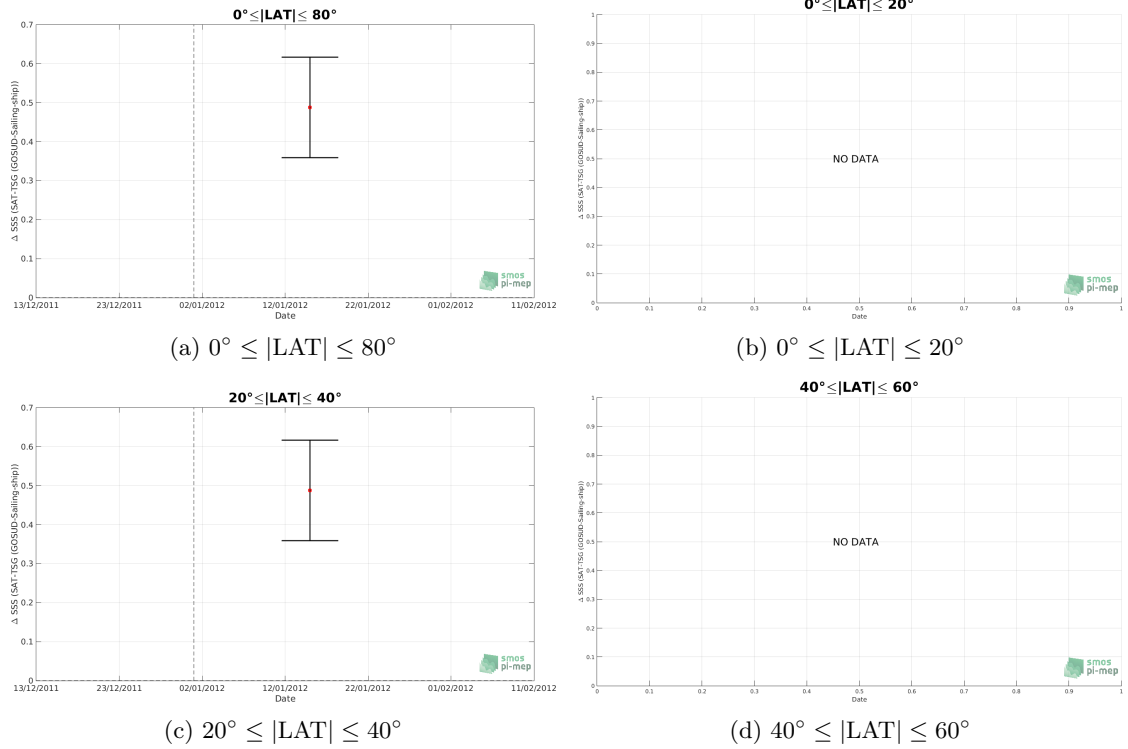 0°≤|LAT|≤ 80°
Δ SSS (SAT-TSG (GOSUD-Sailing-ship))
0.7
0.6
0.5
0.4
0.3
0.2
0.1
0
13/12/2011 23/12/2011 02/01/2012 12/01/2012 22/01/2012 01/02/2012 11/02/2012
Date
smos
pi-mep
(a) 0° ≤ |LAT| ≤ 80°
0°≤|LAT|≤ 20°
Δ SSS (SAT-TSG (GOSUD-Sailing-ship))
1
0.9
0.8
0.7
0.6
0.5
0.4
0.3
0.2
0.1
0
NO DATA
0 0.1 0.2 0.3 0.4 0.5 0.6 0.7 0.8 0.9 1
Date
smos
pi-mep
(b) 0° ≤ |LAT| ≤ 20°
20°≤|LAT|≤ 40°
Δ SSS (SAT-TSG (GOSUD-Sailing-ship))
0.7
0.6
0.5
0.4
0.3
0.2
0.1
0
13/12/2011 23/12/2011 02/01/2012 12/01/2012 22/01/2012 01/02/2012 11/02/2012
Date
smos
pi-mep
(c) 20° ≤ |LAT| ≤ 40°
40°≤|LAT|≤ 60°
Δ SSS (SAT-TSG (GOSUD-Sailing-ship))
1
0.9
0.8
0.7
0.6
0.5
0.4
0.3
0.2
0.1
0
NO DATA
0 0.1 0.2 0.3 0.4 0.5 0.6 0.7 0.8 0.9 1
Date
smos
pi-mep
(d) 40° ≤ |LAT| ≤ 60°